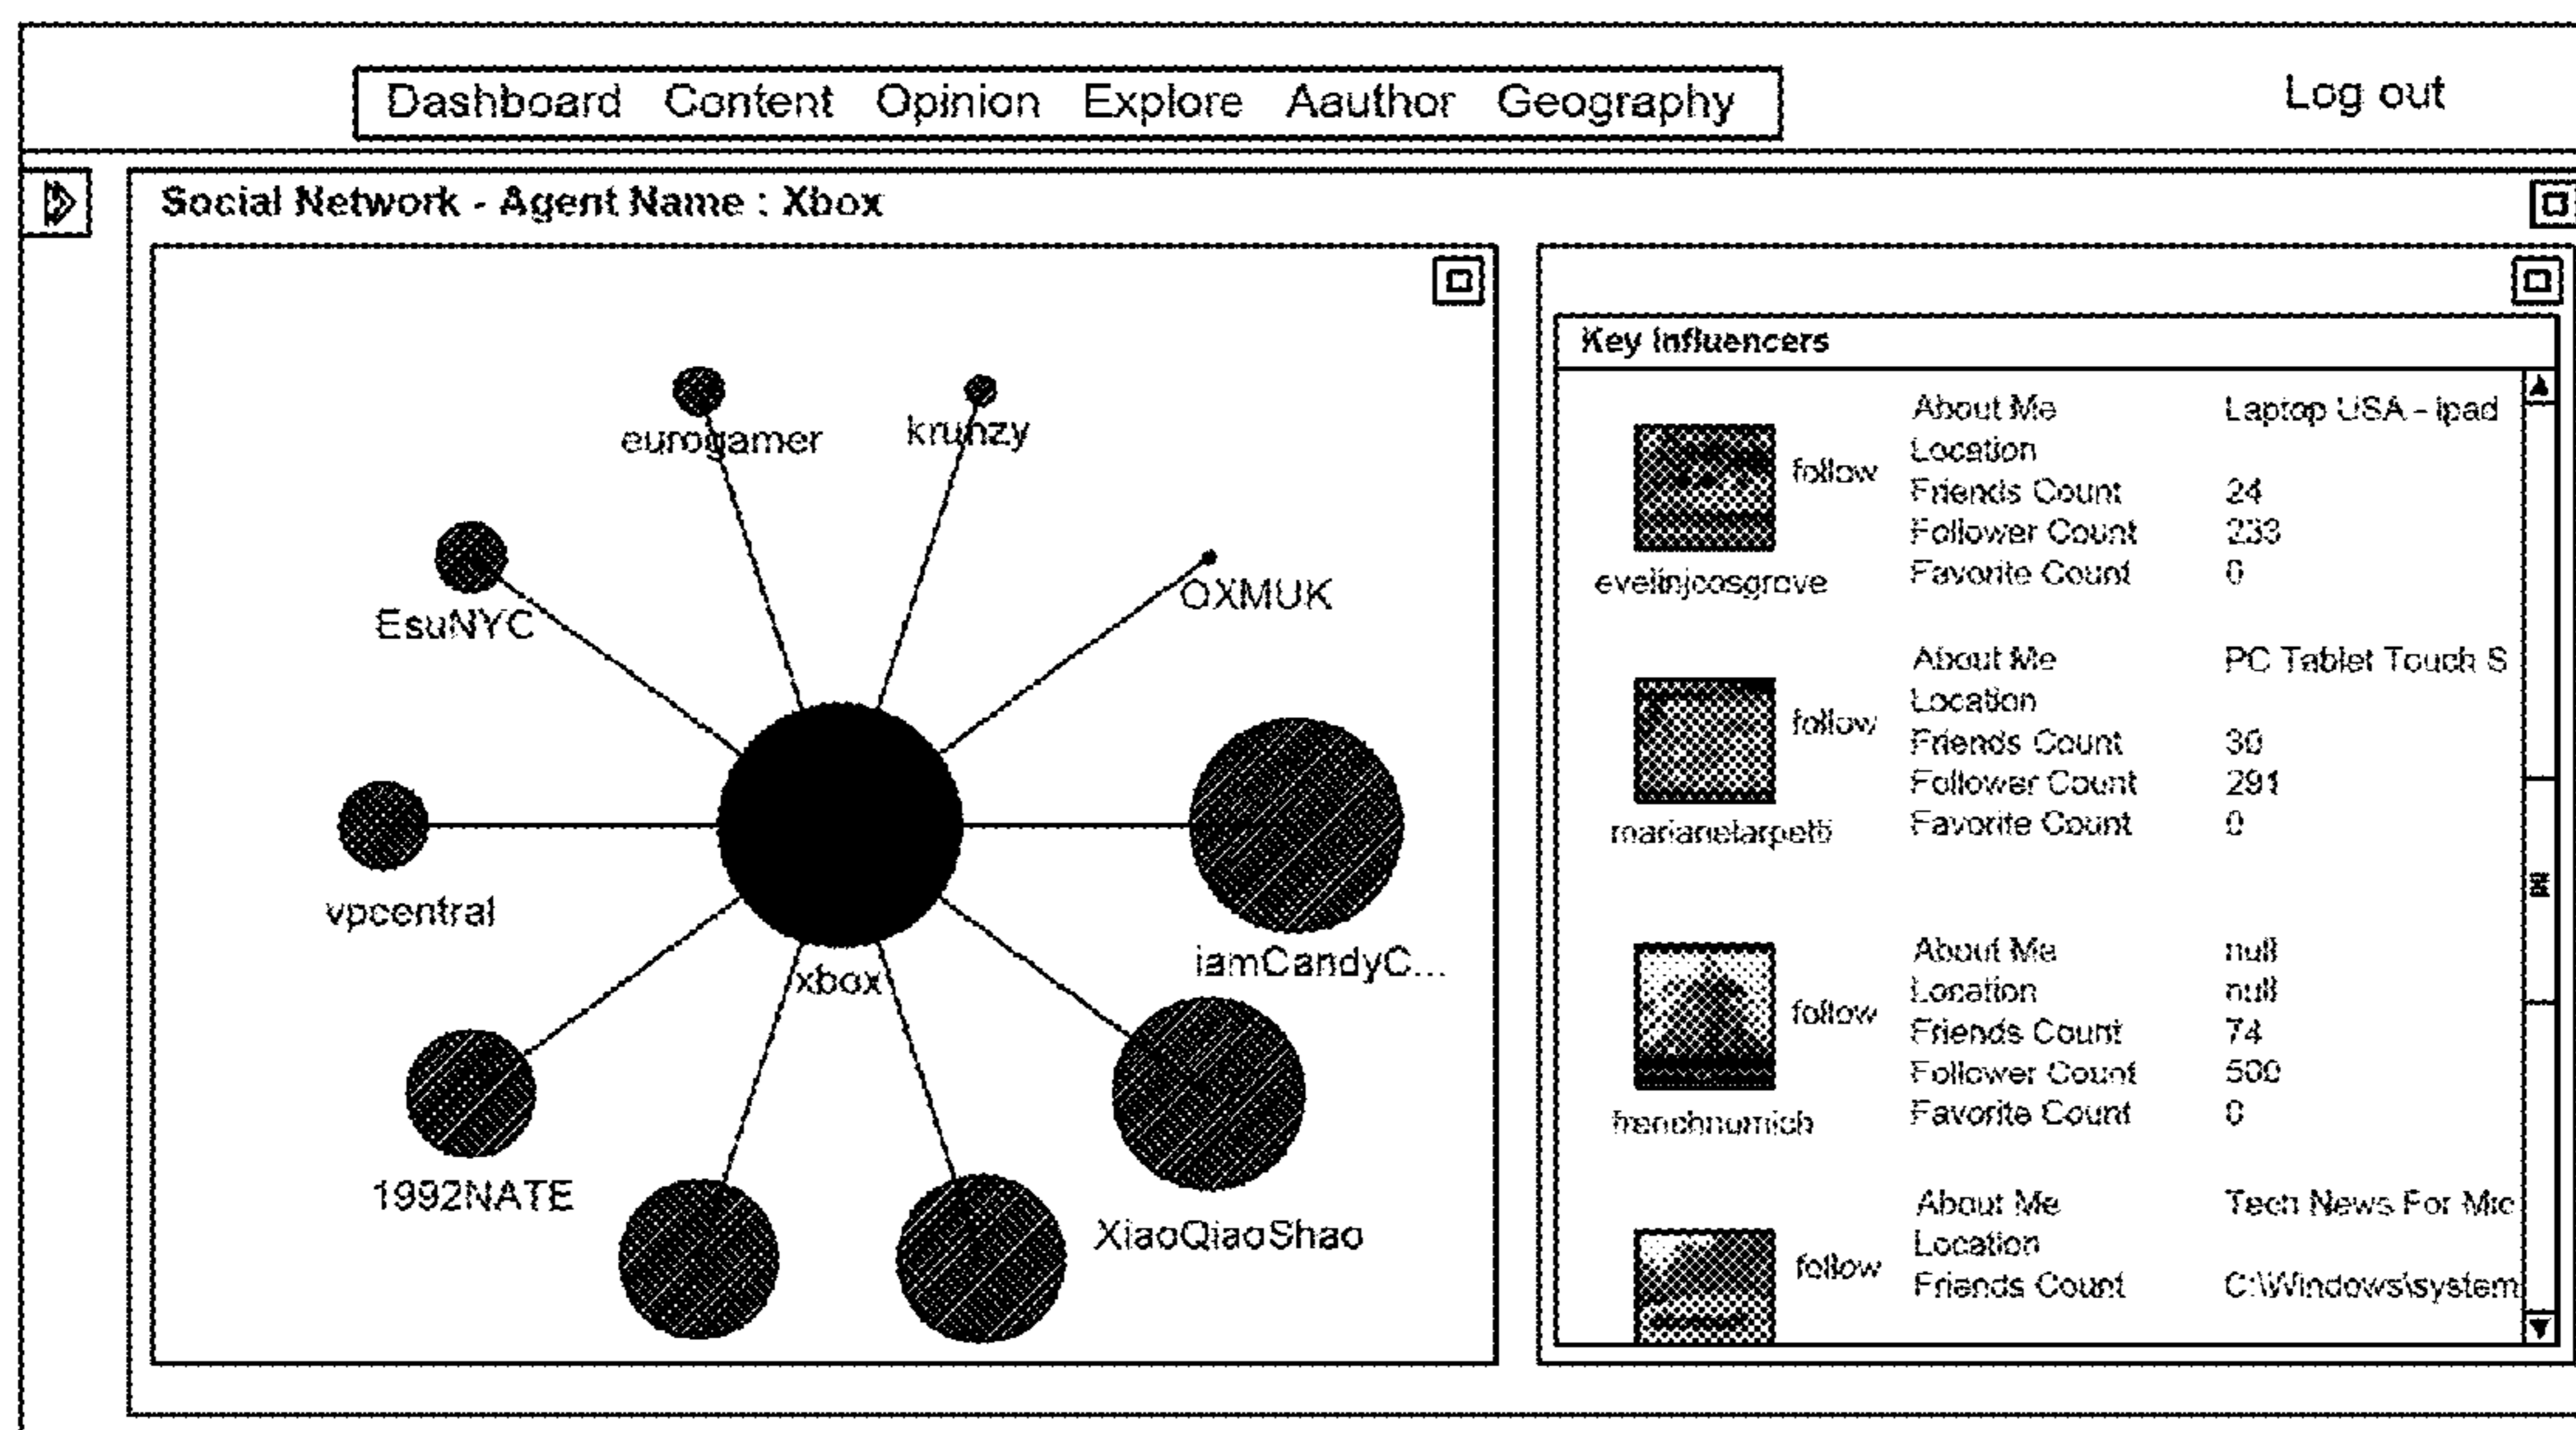 Dashboard Content Opinion Explore Aauthor Geography
Log out
Social Network - Agent Name : Xbox
eurogamer
krunzy
EsuNYC
OXMUK
vpcentral
xbox
iamCandyC...
1992NATE
XiaoQiaoShao
Key Influencers
About Me Laptop USA - ipad
follow
Location
Friends Count 24
Follower Count 233
Favorite Count 0
evelinjcosgrove
About Me PC Tablet Touch S
follow
Location
Friends Count 30
Follower Count 291
Favorite Count 0
marianelarpetti
About Me null
follow
Location null
Friends Count 74
Follower Count 500
Favorite Count 0
About Me Tech News For Mic
follow
Location
Friends Count C:\Windows\system